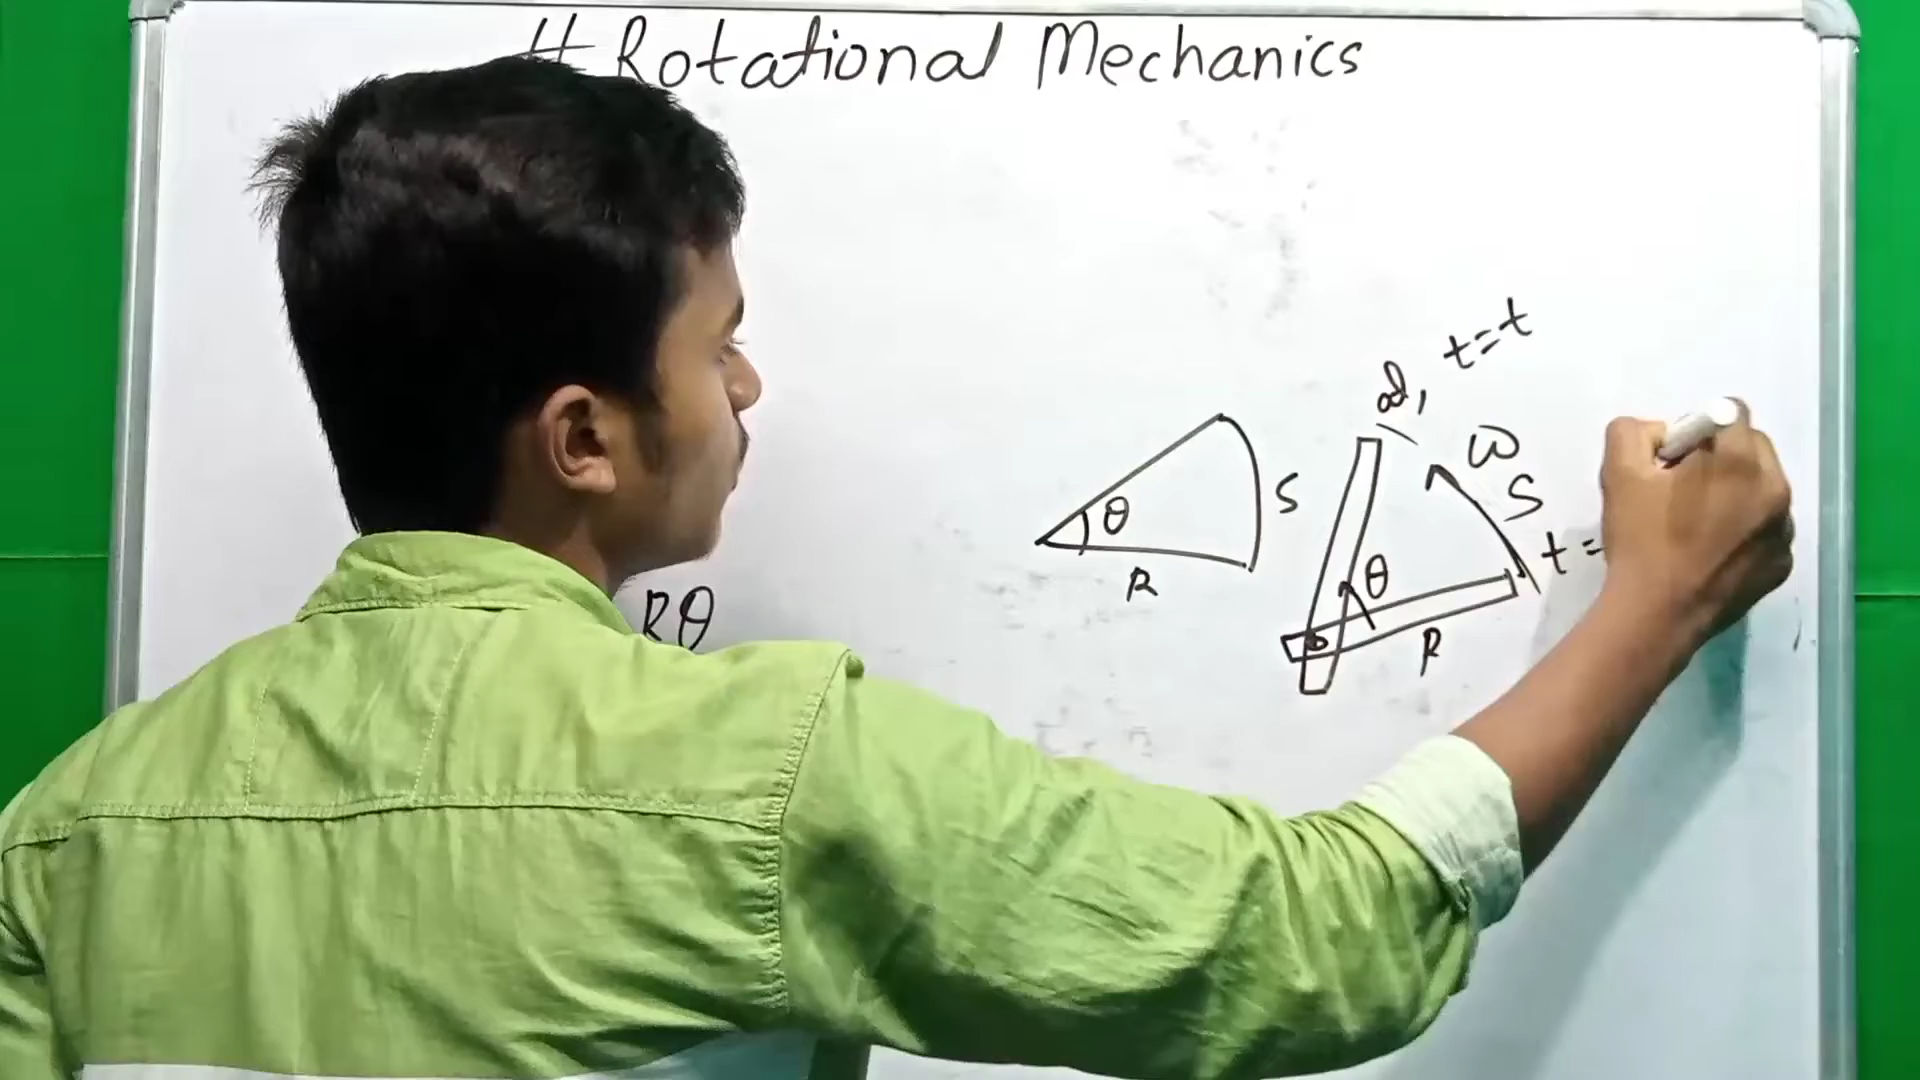 # Rotational Mechanics
t=t
ω
θ S
S
R
t=
θ
R
Rθ